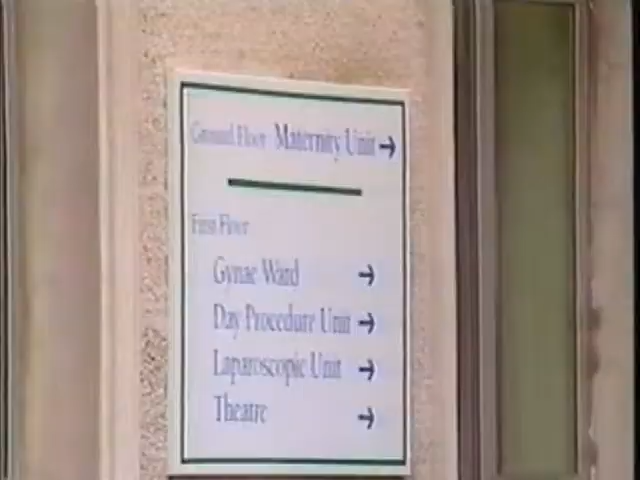 Ground Floor Maternity Unit →
First Floor
Gynae Ward →
Day Procedure Unit →
Laparoscopic Unit →
Theatre →